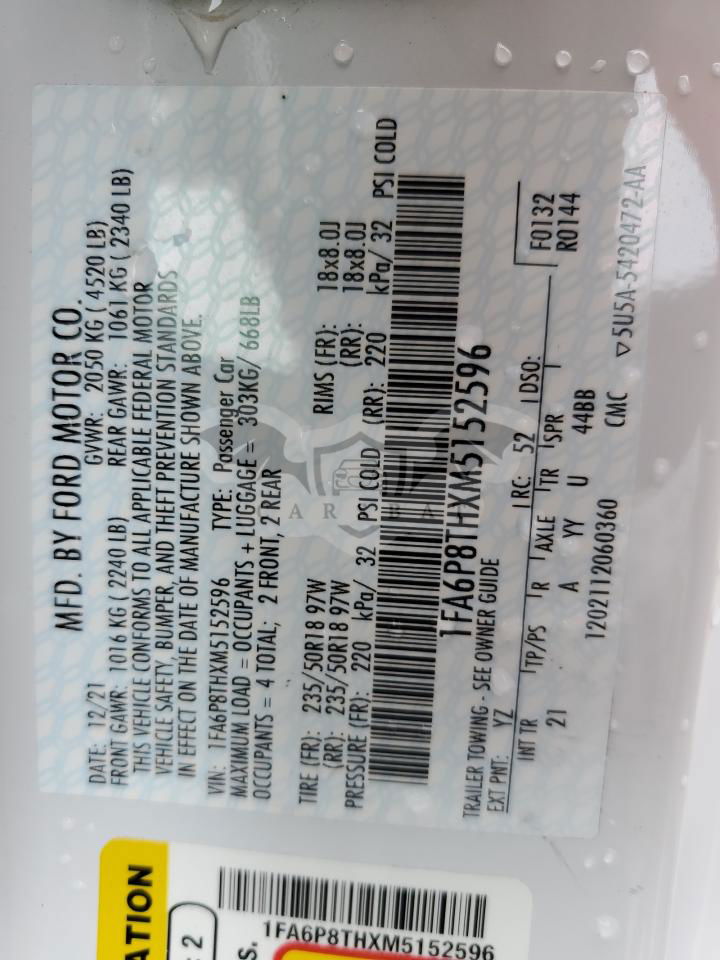 MFD. BY FORD MOTOR CO.
DATE: 12/21 GVWR: 2050 KG ( 4520 LB)
FRONT GAWR: 1016 KG ( 2240 LB) REAR GAWR: 1061 KG ( 2340 LB)
THIS VEHICLE CONFORMS TO ALL APPLICABLE FEDERAL MOTOR
VEHICLE SAFETY, BUMPER, AND THEFT PREVENTION STANDARDS
IN EFFECT ON THE DATE OF MANUFACTURE SHOWN ABOVE.
VIN: 1FA6P8THXM5152596 TYPE: Passenger Car
MAXIMUM LOAD = OCCUPANTS + LUGGAGE = 303KG/ 668LB
OCCUPANTS = 4 TOTAL; 2 FRONT, 2 REAR
TIRE (FR): 235/50R18 97W RIMS (FR): 18x8.0J
(RR): 235/50R18 97W (RR): 18x8.0J
PRESSURE (FR): 220 kPa/ 32 PSI COLD (RR): 220 kPa/ 32 PSI COLD
1FA6P8THXM5152596
TRAILER TOWING - SEE OWNER GUIDE
EXT PNT: YZ RC: 52 DSO: F0132
INT TR TP/PS R AXLE TR SPR R0144
21 A YY U 44BB
1202112060360 CMC ▽5U5A-5420472-AA
ATION
2
S.
1FA6P8THXM5152596